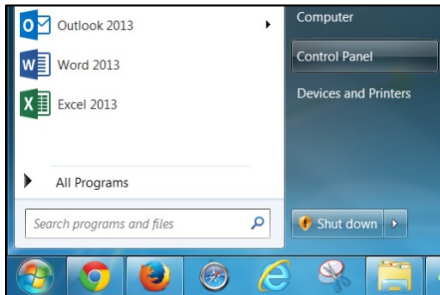 Outlook 2013
Word 2013
Excel 2013
All Programs
Search programs and files
Computer
Control Panel
Devices and Printers
Shut down